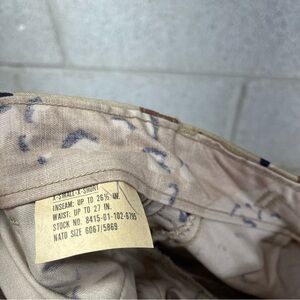 X-SMALL-X-SHORT
INSEAM: UP TO 26½ IN.
WAIST: UP TO 27 IN.
STOCK NO. 8415-01-102-6795
NATO SIZE 6067/5869